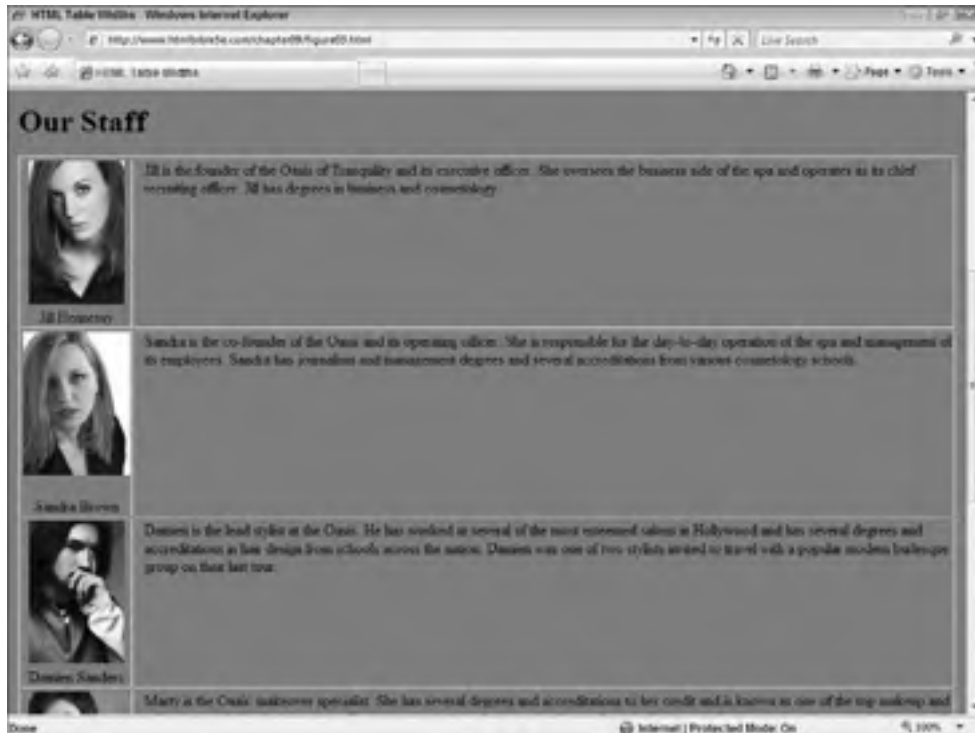 HTML Table Widths - Windows Internet Explorer
Live Search
HTML Table Widths
Page Tools
Our Staff
Jill is the founder of the Oasis of Tranquility and its executive officer. She oversees the business side of the spa and operates as its chief
recruiting officer. Jill has degrees in business and cosmetology.
Jill Hennessy
Sandra is the co-founder of the Oasis and its operating officer. She is responsible for the day-to-day operation of the spa and management of
its employees. Sandra has journalism and management degrees and several accreditations from various cosmetology schools.
Sandra Brown
Damien is the lead stylist at the Oasis. He has worked at several of the most esteemed salons in Hollywood and has several degrees and
accreditations in hair design from schools across the nation. Damien was one of two stylists invited to travel with a popular modern burlesque
group on their last tour.
Damien Sanders
Marty is the Oasis' makeover specialist. She has several degrees and accreditations to her credit and is known as one of the top makeup and
Done
Internet | Protected Mode: On
100%